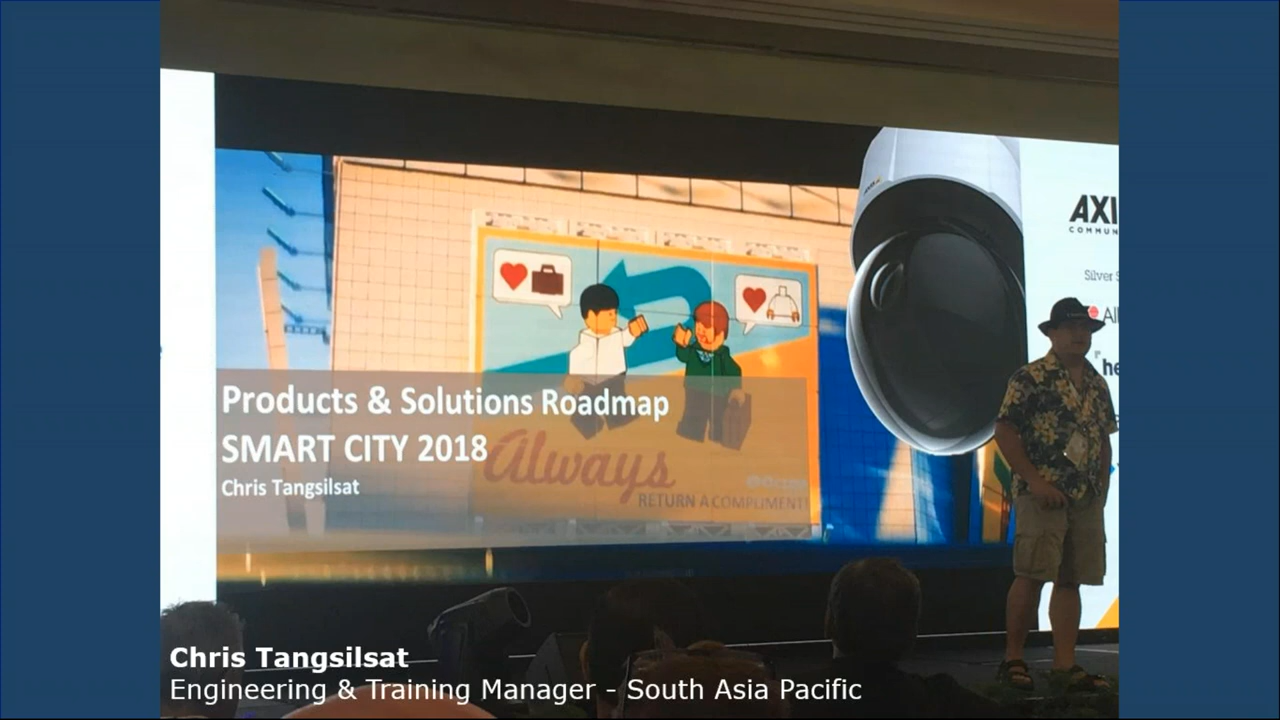 Products & Solutions Roadmap
SMART CITY 2018
Chris Tangsilsat
Always
RETURN A COMPLIMENT!
AXI
COMMUN
Silver S
Al
he
Chris Tangsilsat
Engineering & Training Manager - South Asia Pacific